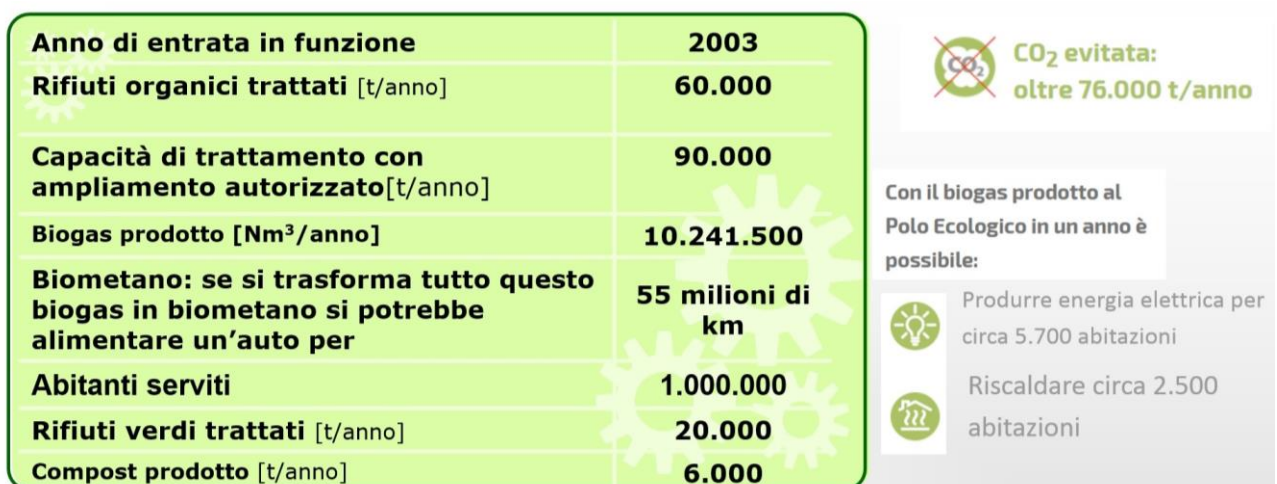 Anno di entrata in funzione 2003
Rifiuti organici trattati [t/anno] 60.000
Capacità di trattamento con
ampliamento autorizzato[t/anno] 90.000
Biogas prodotto [Nm³/anno] 10.241.500
Biometano: se si trasforma tutto questo
biogas in biometano si potrebbe
alimentare un’auto per
55 milioni di
km
Abitanti serviti 1.000.000
Rifiuti verdi trattati [t/anno] 20.000
Compost prodotto [t/anno] 6.000
CO₂
CO₂ evitata:
oltre 76.000 t/anno
Con il biogas prodotto al
Polo Ecologico in un anno è
possibile:
Produrre energia elettrica per
circa 5.700 abitazioni
Riscaldare circa 2.500
abitazioni